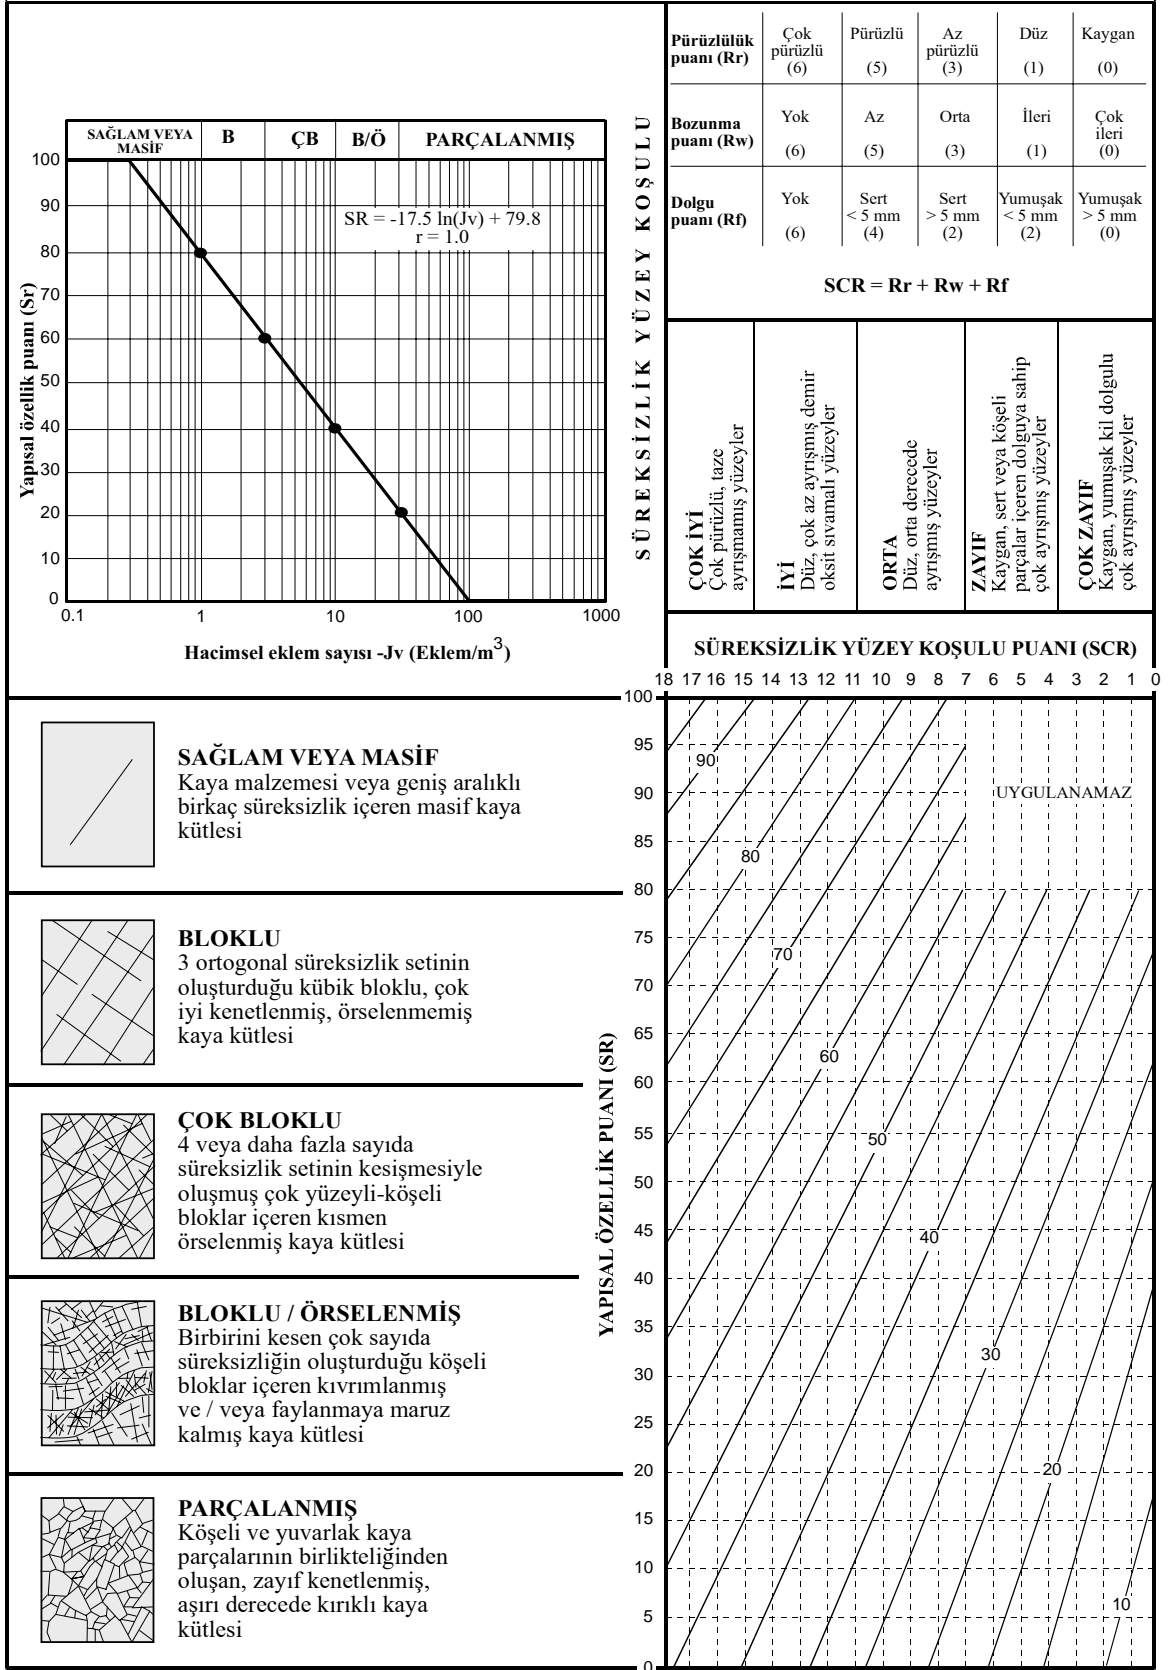 SAĞLAM VEYA
MASİF
B
ÇB
B/Ö
PARÇALANMIŞ
SR = -17.5 ln(Jv) + 79.8
r = 1.0
Yapısal özellik puanı (Sr)
100
90
80
70
60
50
40
30
20
10
0
0.1
1
10
100
1000
Hacimsel eklem sayısı -Jv (Eklem/m³)
SÜREKSİZLİK YÜZEY KOŞULU
Pürüzlülük
puanı (Rr)
Çok
pürüzlü
(6)
Pürüzlü
(5)
Az
pürüzlü
(3)
Düz
(1)
Kaygan
(0)
Bozunma
puanı (Rw)
Yok
(6)
Az
(5)
Orta
(3)
İleri
(1)
Çok
ileri
(0)
Dolgu
puanı (Rf)
Yok
(6)
Sert
< 5 mm
(4)
Sert
> 5 mm
(2)
Yumuşak
< 5 mm
(2)
Yumuşak
> 5 mm
(0)
SCR = Rr + Rw + Rf
ÇOK İYİ
Çok pürüzlü, taze
ayrışmamış yüzeyler
İYİ
Düz, çok az ayrışmış demir
oksit sıvamalı yüzeyler
ORTA
Düz, orta derecede
ayrışmış yüzeyler
ZAYIF
Kaygan, sert veya köşeli
parçalar içeren dolguya sahip
çok ayrışmış yüzeyler
ÇOK ZAYIF
Kaygan, yumuşak kil dolgulu
çok ayrışmış yüzeyler
SÜREKSİZLİK YÜZEY KOŞULU PUANI (SCR)
18 17 16 15 14 13 12 11 10 9 8 7 6 5 4 3 2 1 0
SAĞLAM VEYA MASİF
Kaya malzemesi veya geniş aralıklı
birkaç süreksizlik içeren masif kaya
kütlesi
BLOKLU
3 ortogonal süreksizlik setinin
oluşturduğu kübik bloklu, çok
iyi kenetlenmiş, örselenmemiş
kaya kütlesi
ÇOK BLOKLU
4 veya daha fazla sayıda
süreksizlik setinin kesişmesiyle
oluşmuş çok yüzeyli-köşeli
bloklar içeren kısmen
örselenmiş kaya kütlesi
BLOKLU / ÖRSELENMİŞ
Birbirini kesen çok sayıda
süreksizliğin oluşturduğu köşeli
bloklar içeren kıvrımlanmış
ve / veya faylanmaya maruz
kalmış kaya kütlesi
PARÇALANMIŞ
Köşeli ve yuvarlak kaya
parçalarının birlikteliğinden
oluşan, zayıf kenetlenmiş,
aşırı derecede kırıklı kaya
kütlesi
YAPISAL ÖZELLİK PUANI (SR)
100
95
90
85
80
75
70
65
60
55
50
45
40
35
30
25
20
15
10
5
0
UYGULANAMAZ
90
80
70
60
50
40
30
20
10